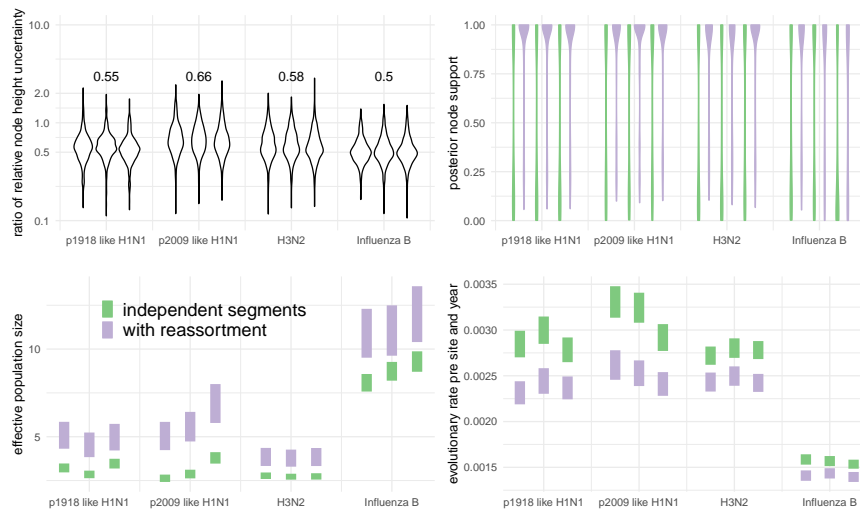 ratio of relative node height uncertainty
10.0
2.0
1.0
0.5
0.1
0.55
0.66
0.58
0.5
p1918 like H1N1
p2009 like H1N1
H3N2
Influenza B
posterior node support
1.00
0.75
0.50
0.25
0.00
p1918 like H1N1
p2009 like H1N1
H3N2
Influenza B
effective population size
10
5
independent segments
with reassortment
p1918 like H1N1
p2009 like H1N1
H3N2
Influenza B
evolutionary rate pre site and year
0.0035
0.0030
0.0025
0.0020
0.0015
p1918 like H1N1
p2009 like H1N1
H3N2
Influenza B